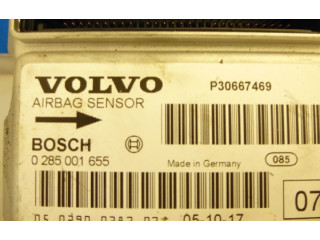 VOLVO
P30667469
AIRBAG SENSOR
BOSCH
0 285 001 655
Made in Germany
085
07
05-10-17